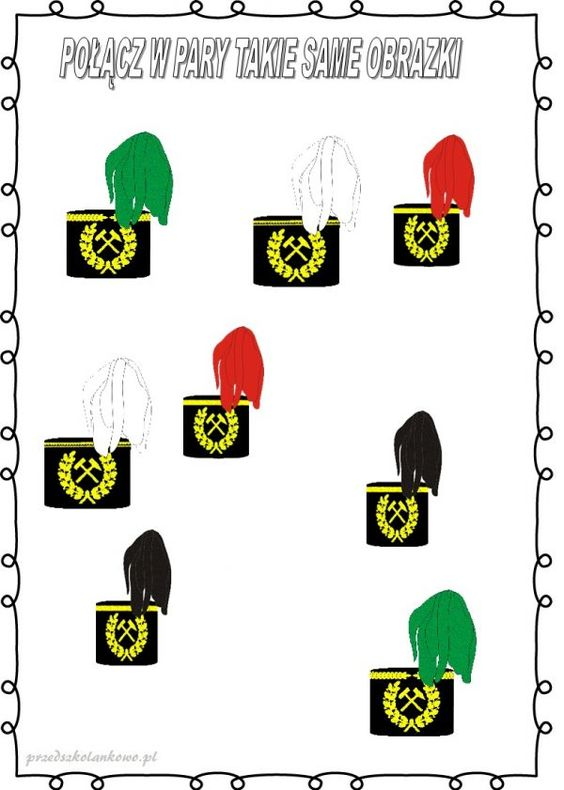 POŁĄCZ W PARY TAKIE SAME OBRAZKI
przedszkolankowo.pl